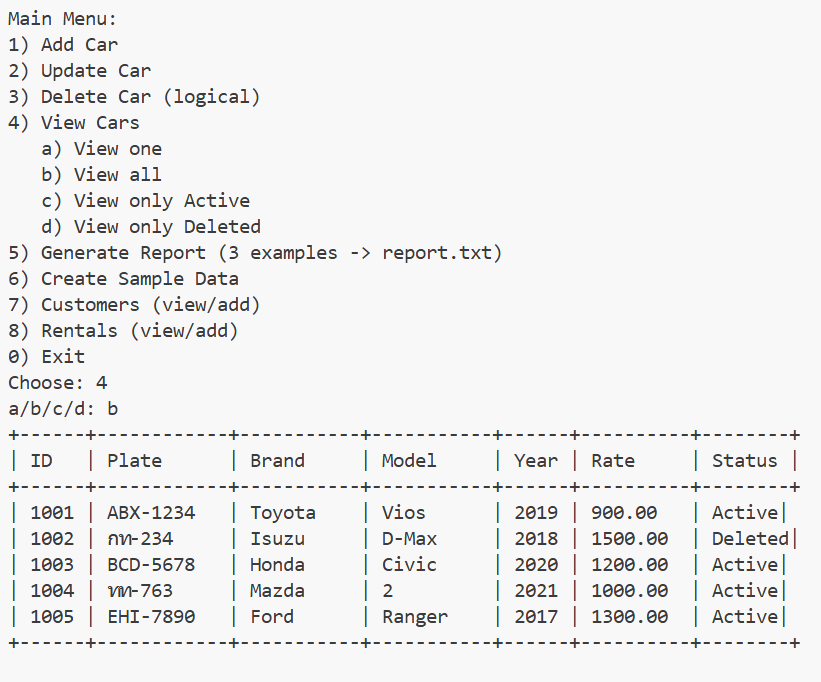 Main Menu:
1) Add Car
2) Update Car
3) Delete Car (logical)
4) View Cars
   a) View one
   b) View all
   c) View only Active
   d) View only Deleted
5) Generate Report (3 examples -> report.txt)
6) Create Sample Data
7) Customers (view/add)
8) Rentals (view/add)
0) Exit
Choose: 4
a/b/c/d: b
+------+------------+-----------+-----------+------+----------+--------+
| ID   | Plate      | Brand     | Model     | Year | Rate     | Status |
+------+------------+-----------+-----------+------+----------+--------+
| 1001 | ABX-1234   | Toyota    | Vios      | 2019 | 900.00   | Active|
| 1002 | กท-234     | Isuzu     | D-Max     | 2018 | 1500.00  | Deleted|
| 1003 | BCD-5678   | Honda     | Civic     | 2020 | 1200.00  | Active|
| 1004 | ขท-763     | Mazda     | 2         | 2021 | 1000.00  | Active|
| 1005 | EHI-7890   | Ford      | Ranger    | 2017 | 1300.00  | Active|
+------+------------+-----------+-----------+------+----------+--------+